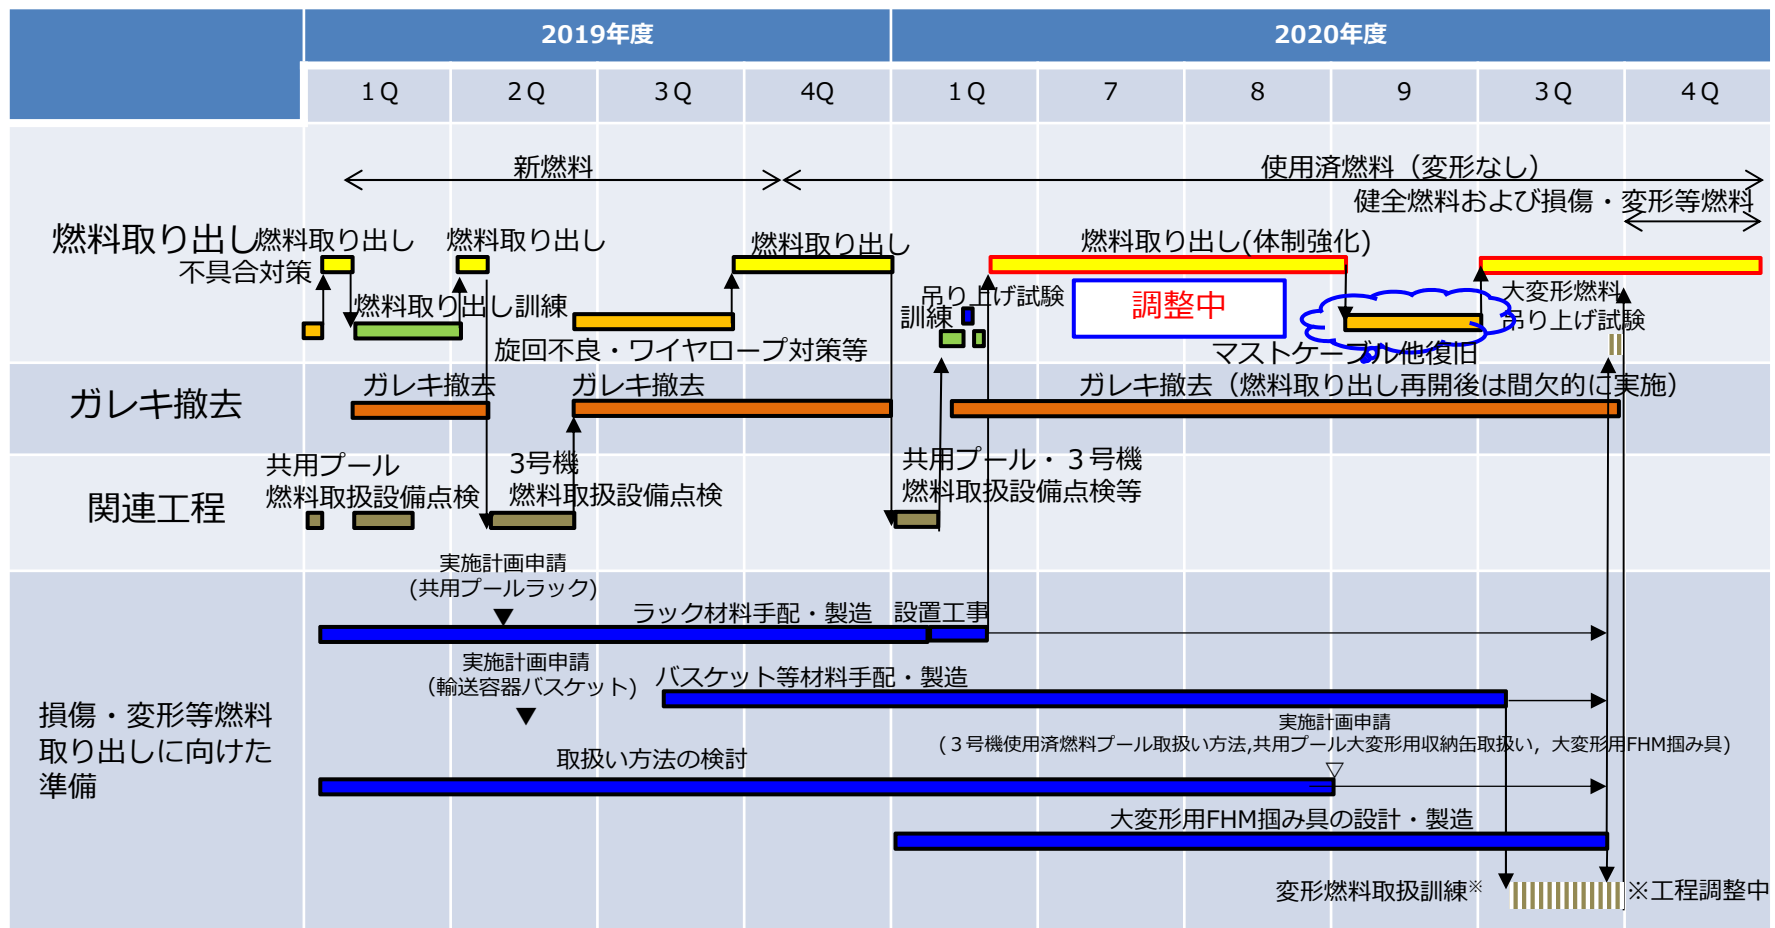 2019年度
2020年度
1Q
2Q
3Q
4Q
1Q
7
8
9
3Q
4Q
新燃料
使用済燃料（変形なし）
健全燃料および損傷・変形等燃料
燃料取り出し
燃料取り出し
燃料取り出し
燃料取り出し
燃料取り出し(体制強化)
不具合対策
燃料取り出し訓練
吊り上げ試験
訓練
調整中
大変形燃料
吊り上げ試験
旋回不良・ワイヤロープ対策等
マストケーブル他復旧
ガレキ撤去
ガレキ撤去
ガレキ撤去
ガレキ撤去（燃料取り出し再開後は間欠的に実施）
関連工程
共用プール
燃料取扱設備点検
3号機
燃料取扱設備点検
共用プール・３号機
燃料取扱設備点検等
損傷・変形等燃料
取り出しに向けた
準備
実施計画申請
(共用プールラック)
ラック材料手配・製造
設置工事
実施計画申請
(輸送容器バスケット)
バスケット等材料手配・製造
実施計画申請
(３号機使用済燃料プール取扱い方法,共用プール大変形用収納缶取扱い，大変形用FHM掴み具)
取扱い方法の検討
大変形用FHM掴み具の設計・製造
変形燃料取扱訓練※
※工程調整中